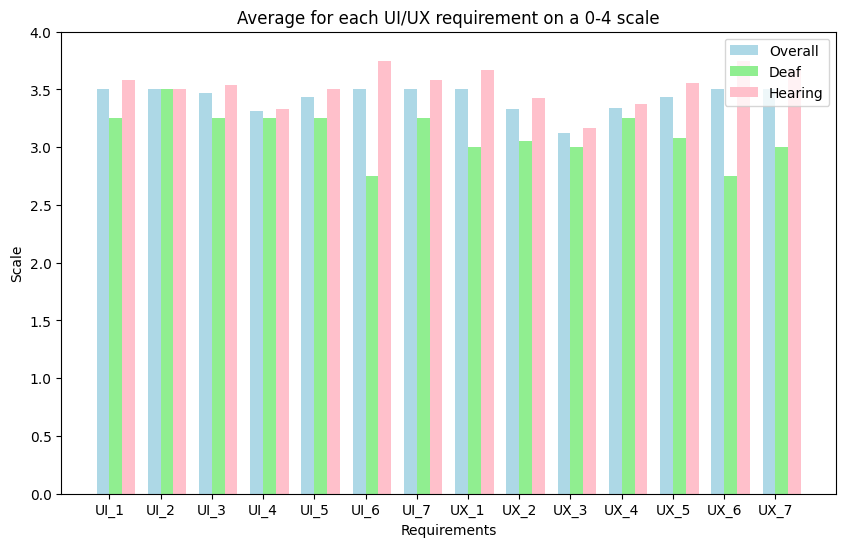 Average for each UI/UX requirement on a 0-4 scale
Overall
Deaf
Hearing
4.0
3.5
3.0
2.5
2.0
1.5
1.0
0.5
0.0
Scale
UI_1 UI_2 UI_3 UI_4 UI_5 UI_6 UI_7 UX_1 UX_2 UX_3 UX_4 UX_5 UX_6 UX_7
Requirements